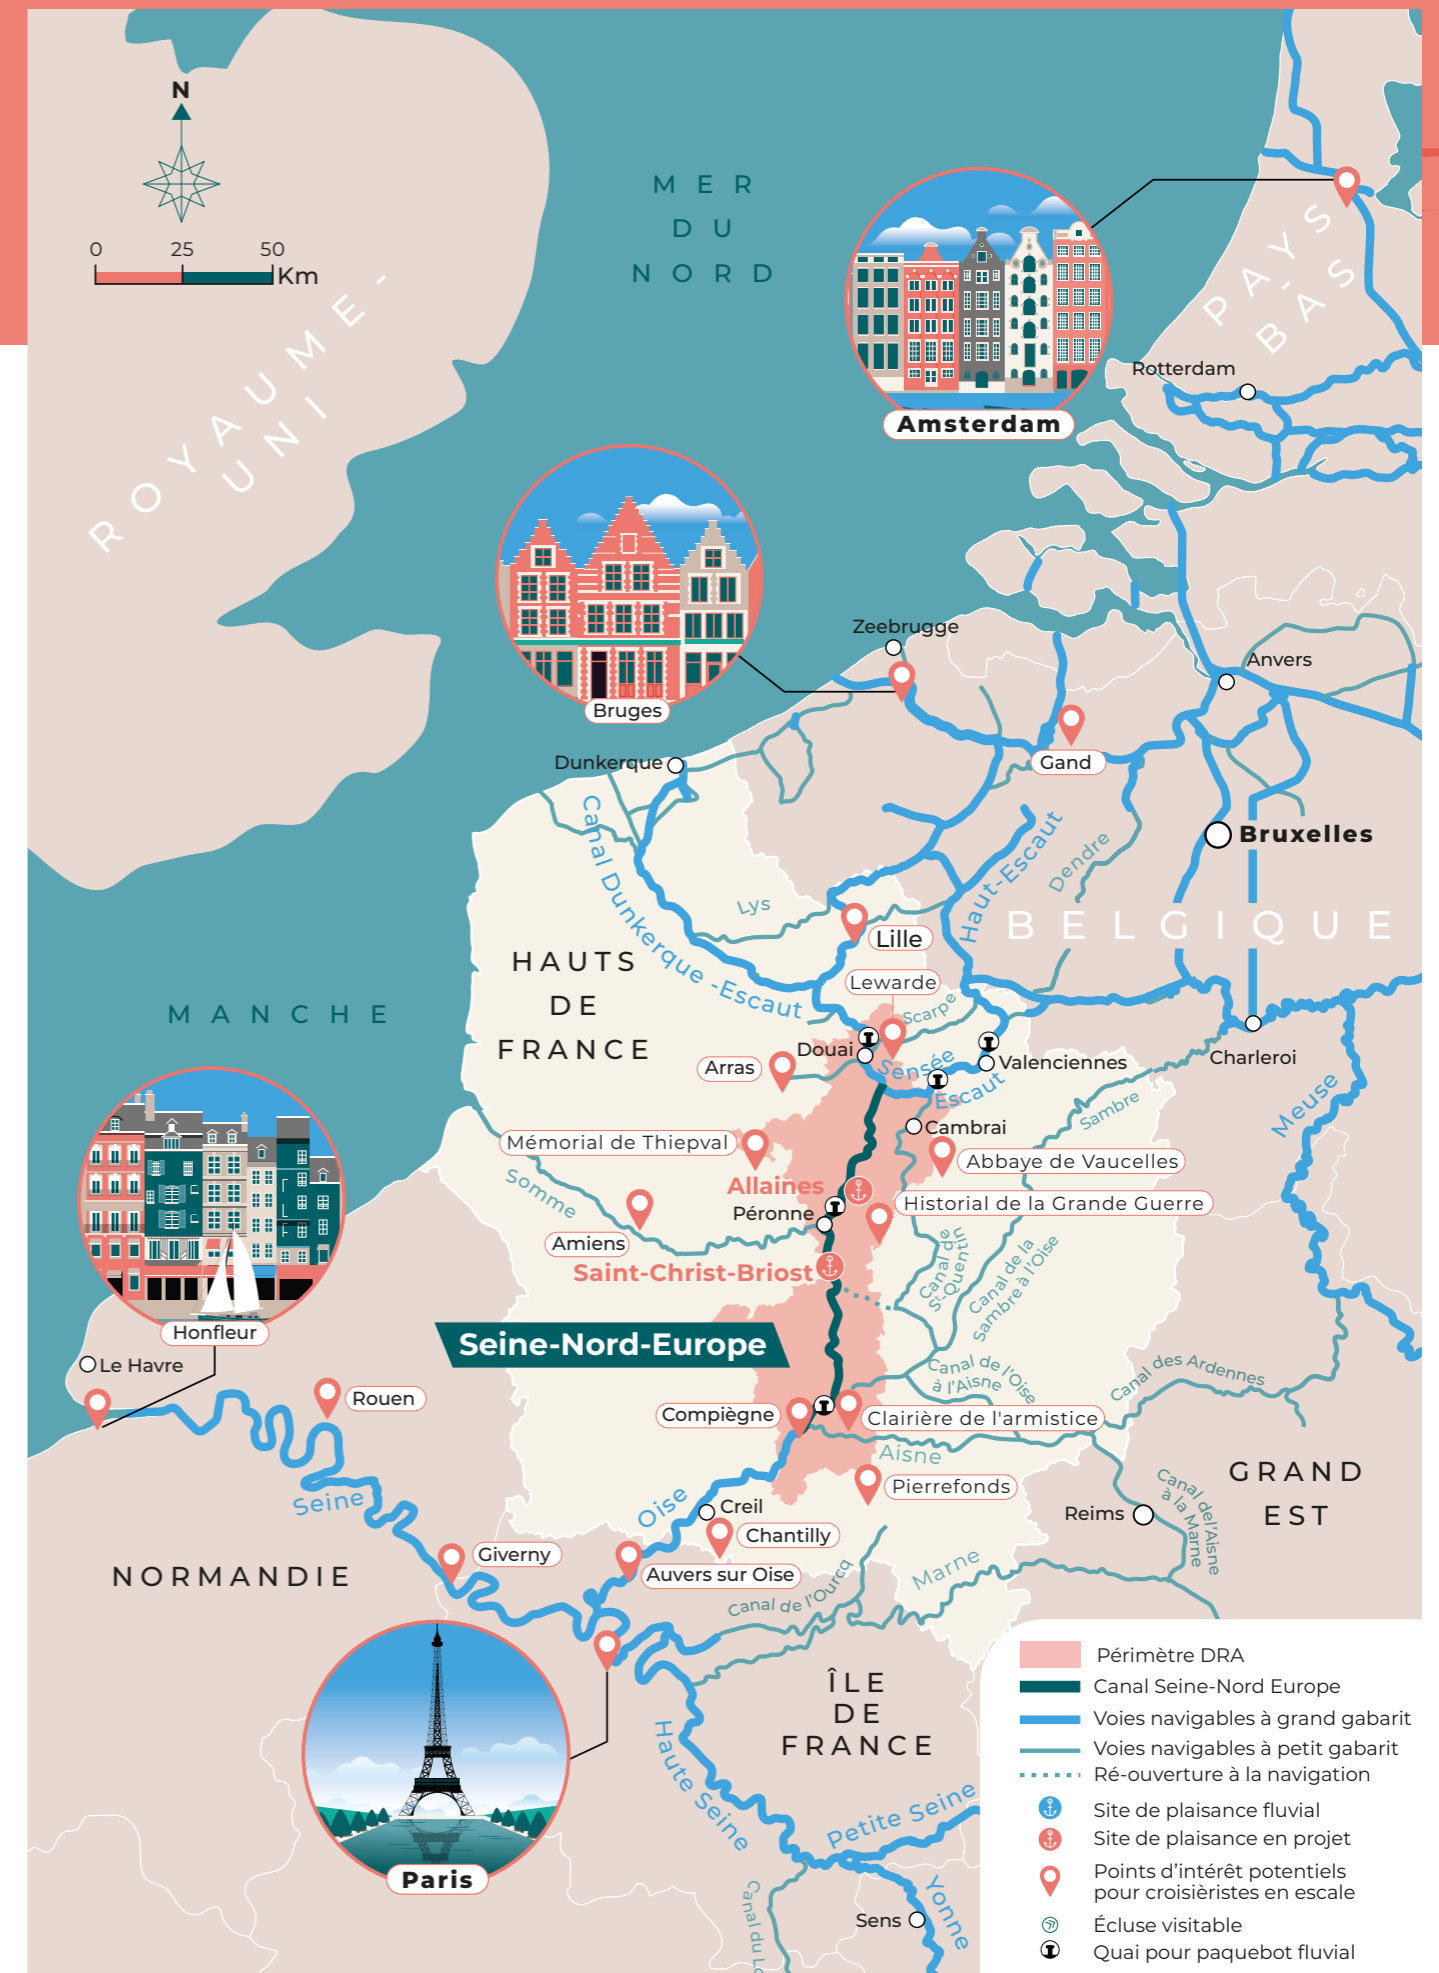 N
0 25 50
Km
MER
DU
NORD
ROYAUME-
UNI
PAYS
-
BAS
Amsterdam
Rotterdam
Bruges
Zeebrugge
Anvers
Gand
Dunkerque
Bruxelles
Canal Dunkerque -Escaut
Haut-Escaut
Dendre
Lys
BELGIQUE
Lille
HAUTS
DE
FRANCE
Lewarde
Scarpe
MANCHE
Douai
Sensée
Valenciennes
Charleroi
Arras
Escaut
Meuse
Cambrai
Sambre
Mémorial de Thiepval
Abbaye de Vaucelles
Allaines
Historial de la Grande Guerre
Somme
Péronne
Amiens
Saint-Christ-Briost
Canal de
St-Quentin
Canal de la
Sambre à l'Oise
Honfleur
Seine-Nord-Europe
Le Havre
Canal de l'Oise
à l'Aisne
Canal des Ardennes
Rouen
Compiègne
Clairière de l'armistice
Aisne
GRAND
EST
Pierrefonds
Seine
Oise
Creil
Reims
Canal de l'Aisne
à la Marne
Chantilly
Giverny
NORMANDIE
Auvers sur Oise
Canal de l'Ourcq
Marne
ÎLE
DE
FRANCE
Haute Seine
Petite Seine
Paris
Canal du Lo
Sens
Yonne
Périmètre DRA
Canal Seine-Nord Europe
Voies navigables à grand gabarit
Voies navigables à petit gabarit
Ré-ouverture à la navigation
Site de plaisance fluvial
Site de plaisance en projet
Points d'intérêt potentiels
pour croisièristes en escale
Écluse visitable
Quai pour paquebot fluvial